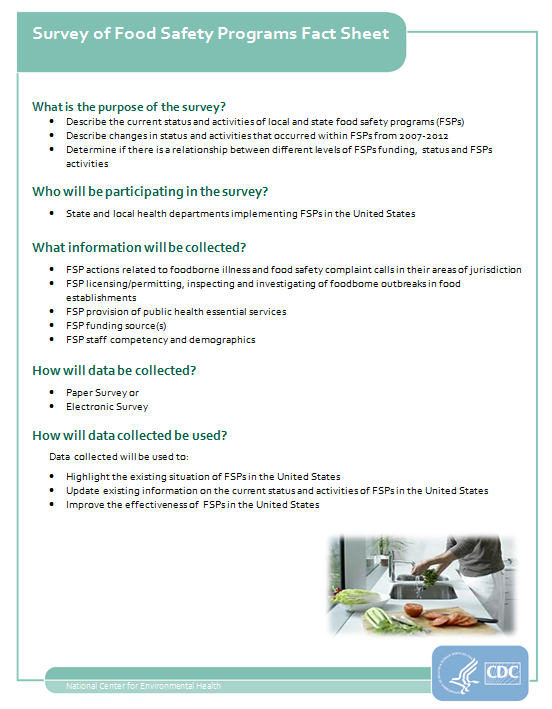 Survey of Food Safety Programs Fact Sheet
What is the purpose of the survey?
• Describe the current status and activities of local and state food safety programs (FSPs)
• Describe changes in status and activities that occurred within FSPs from 2007-2012
• Determine if there is a relationship between different levels of FSPs funding, status and FSPs
activities
Who will be participating in the survey?
• State and local health departments implementing FSPs in the United States
What information will be collected?
• FSP actions related to foodborne illness and food safety complaint calls in their areas of jurisdiction
• FSP licensing/permitting, inspecting and investigating of foodborne outbreaks in food
establishments
• FSP provision of public health essential services
• FSP funding source(s)
• FSP staff competency and demographics
How will data be collected?
• Paper Survey or
• Electronic Survey
How will data collected be used?
Data collected will be used to:
• Highlight the existing situation of FSPs in the United States
• Update existing information on the current status and activities of FSPs in the United States
• Improve the effectiveness of FSPs in the United States
National Center for Environmental Health
CDC